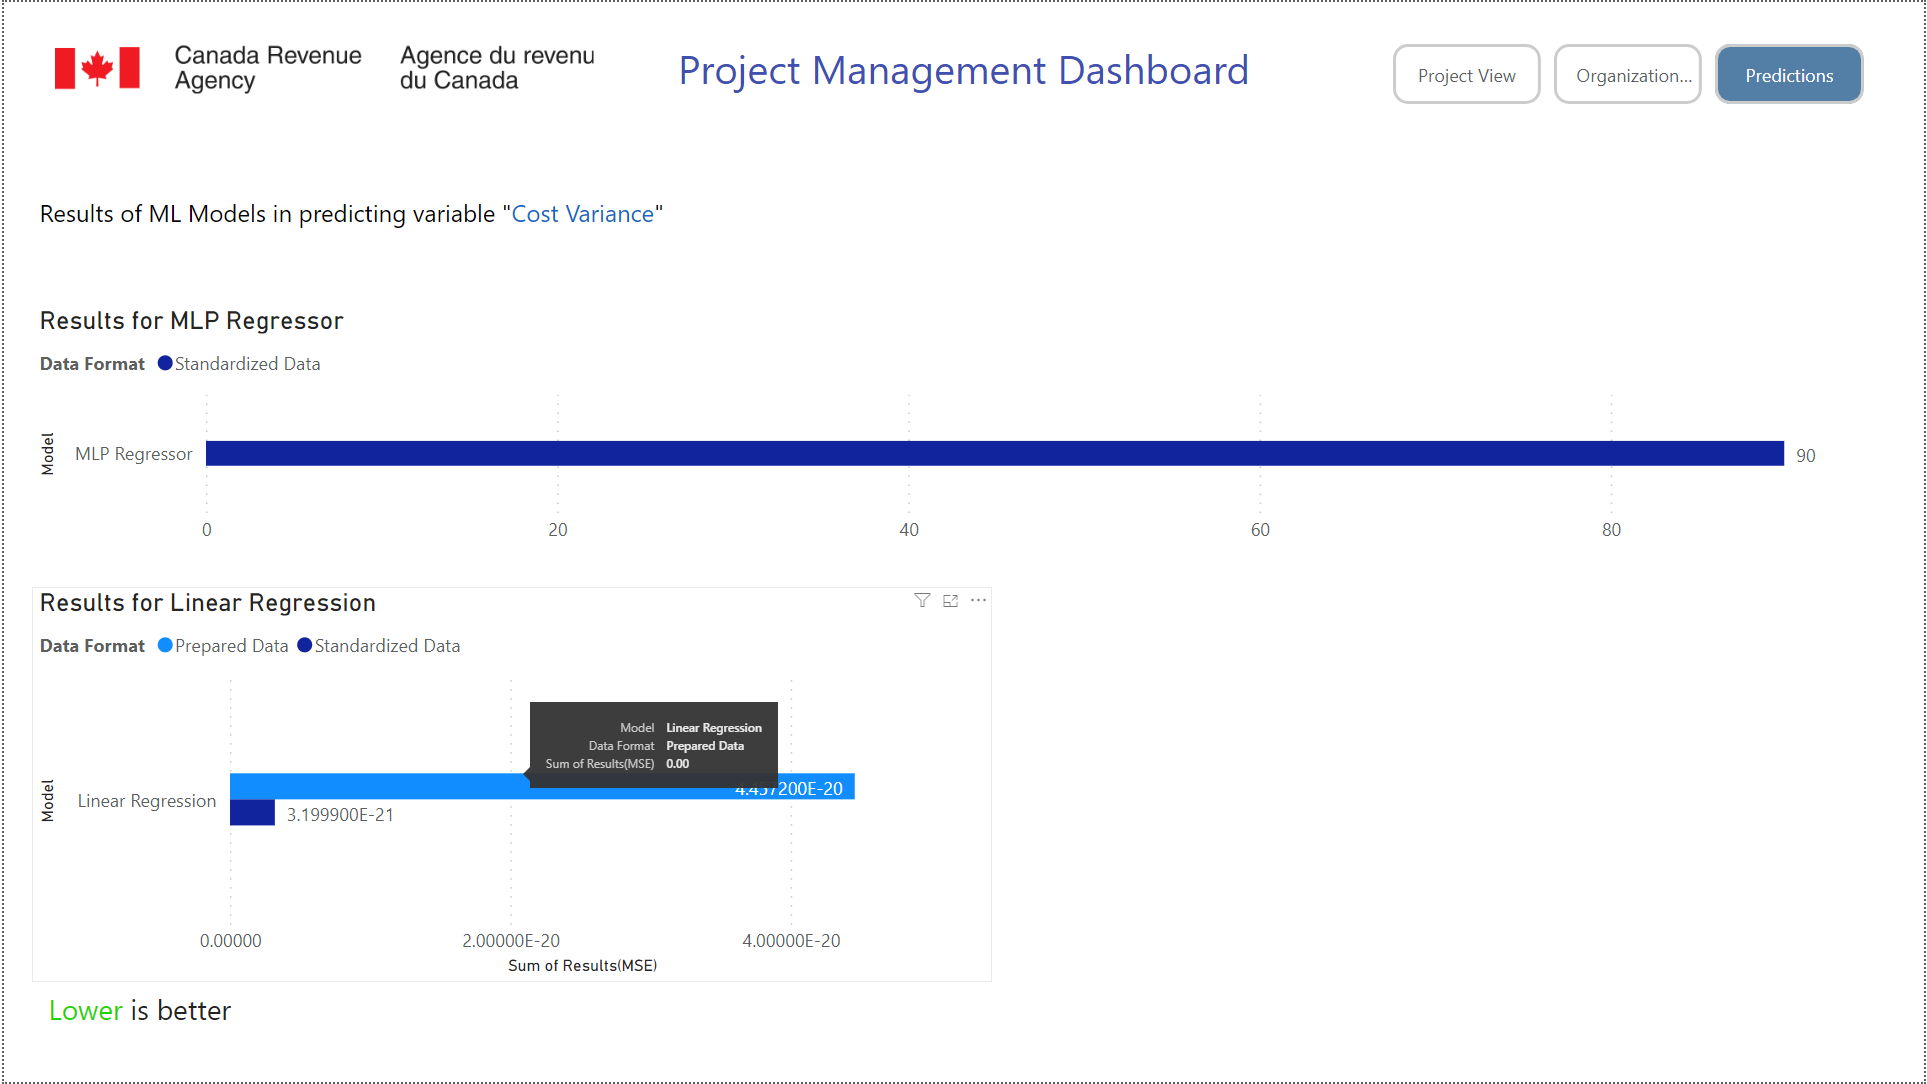 Canada Revenue Agency
Agence du revenu du Canada
Project Management Dashboard
Project View
Organization...
Predictions
Results of ML Models in predicting variable "Cost Variance"
Results for MLP Regressor
Data Format Standardized Data
Model
MLP Regressor
90
0 20 40 60 80
Results for Linear Regression
Data Format Prepared Data Standardized Data
Model Linear Regression
Data Format Prepared Data
Sum of Results(MSE) 0.00
Model
Linear Regression
3.199900E-21
0.00000 2.00000E-20 4.00000E-20
Sum of Results(MSE)
Lower is better